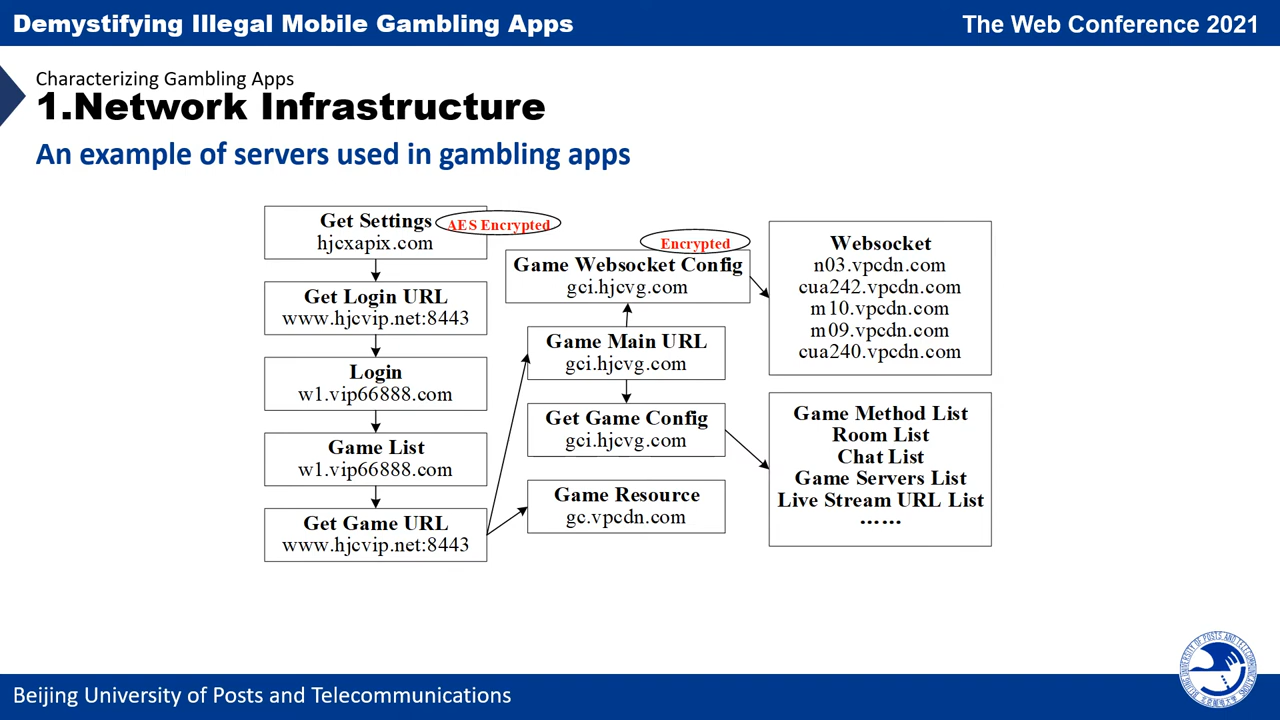 Demystifying Illegal Mobile Gambling Apps
The Web Conference 2021
Characterizing Gambling Apps
1.Network Infrastructure
An example of servers used in gambling apps
Get Settings
hjcxapix.com
AES Encrypted
Get Login URL
www.hjcvip.net:8443
Login
w1.vip66888.com
Game List
w1.vip66888.com
Get Game URL
www.hjcvip.net:8443
Encrypted
Game Websocket Config
gci.hjcvg.com
Game Main URL
gci.hjcvg.com
Get Game Config
gci.hjcvg.com
Game Resource
gc.vpcdn.com
Websocket
n03.vpcdn.com
cua242.vpcdn.com
m10.vpcdn.com
m09.vpcdn.com
cua240.vpcdn.com
Game Method List
Room List
Chat List
Game Servers List
Live Stream URL List
......
Beijing University of Posts and Telecommunications